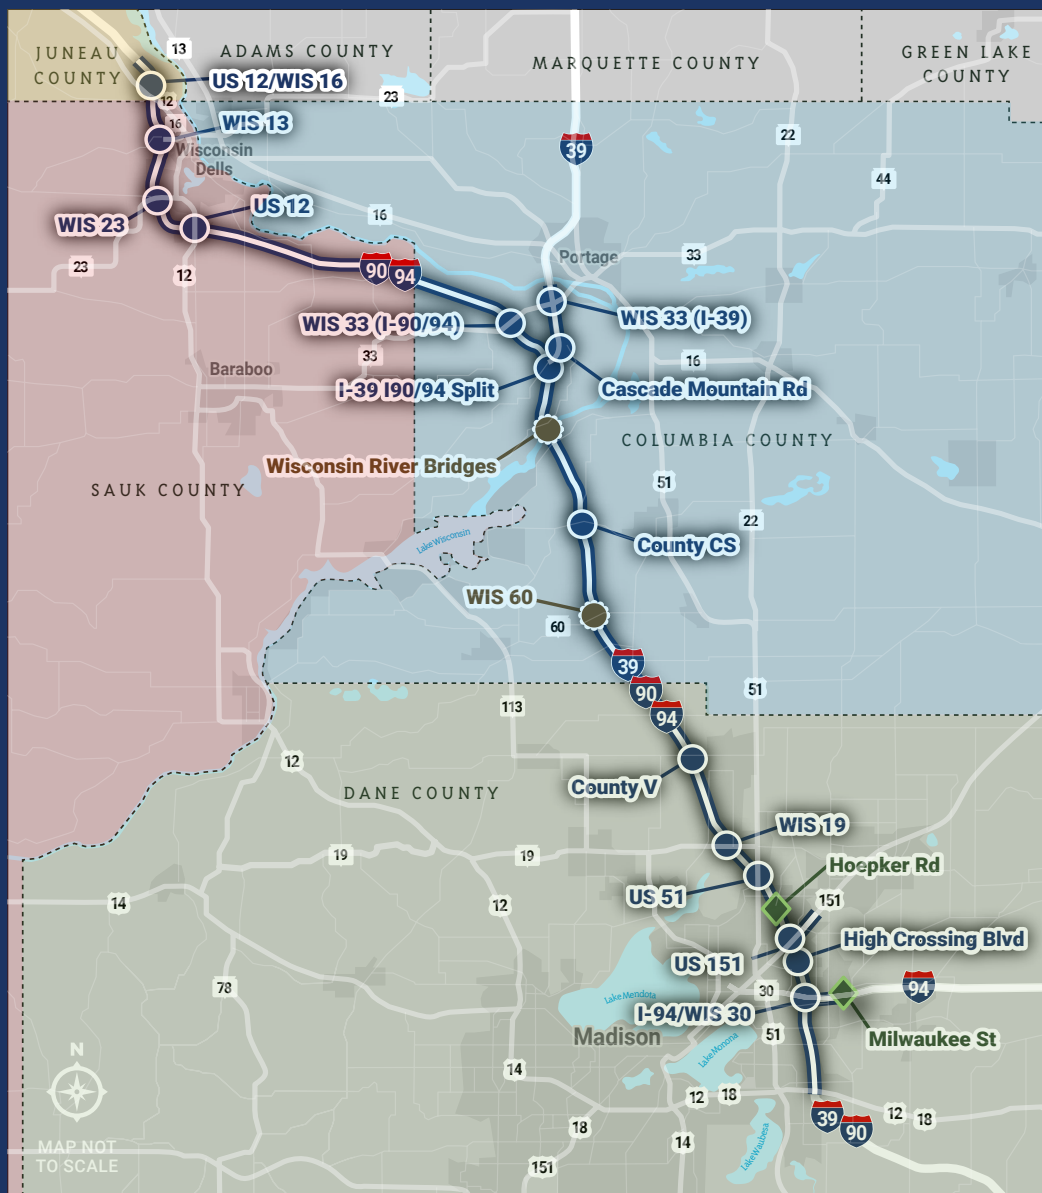 JUNEAU
COUNTY
13
ADAMS COUNTY
MARQUETTE COUNTY
GREEN LAKE
COUNTY
US 12/WIS 16
23
12
16
WIS 13
Wisconsin
Dells
39
22
44
WIS 23
US 12
16
23
12
90
94
Portage
33
WIS 33 (I-90/94)
WIS 33 (I-39)
33
16
Baraboo
I-39 I90/94 Split
Cascade Mountain Rd
COLUMBIA COUNTY
Wisconsin River Bridges
SAUK COUNTY
51
22
Lake Wisconsin
County CS
WIS 60
60
39
90
94
51
113
12
DANE COUNTY
County V
WIS 19
19
19
Hoepker Rd
US 51
14
12
151
High Crossing Blvd
US 151
78
30
94
Lake Mendota
I-94/WIS 30
Madison
51
Milwaukee St
Lake Monona
N
14
12
18
39
90
12
18
18
14
Lake Waubesa
151
MAP NOT
TO SCALE